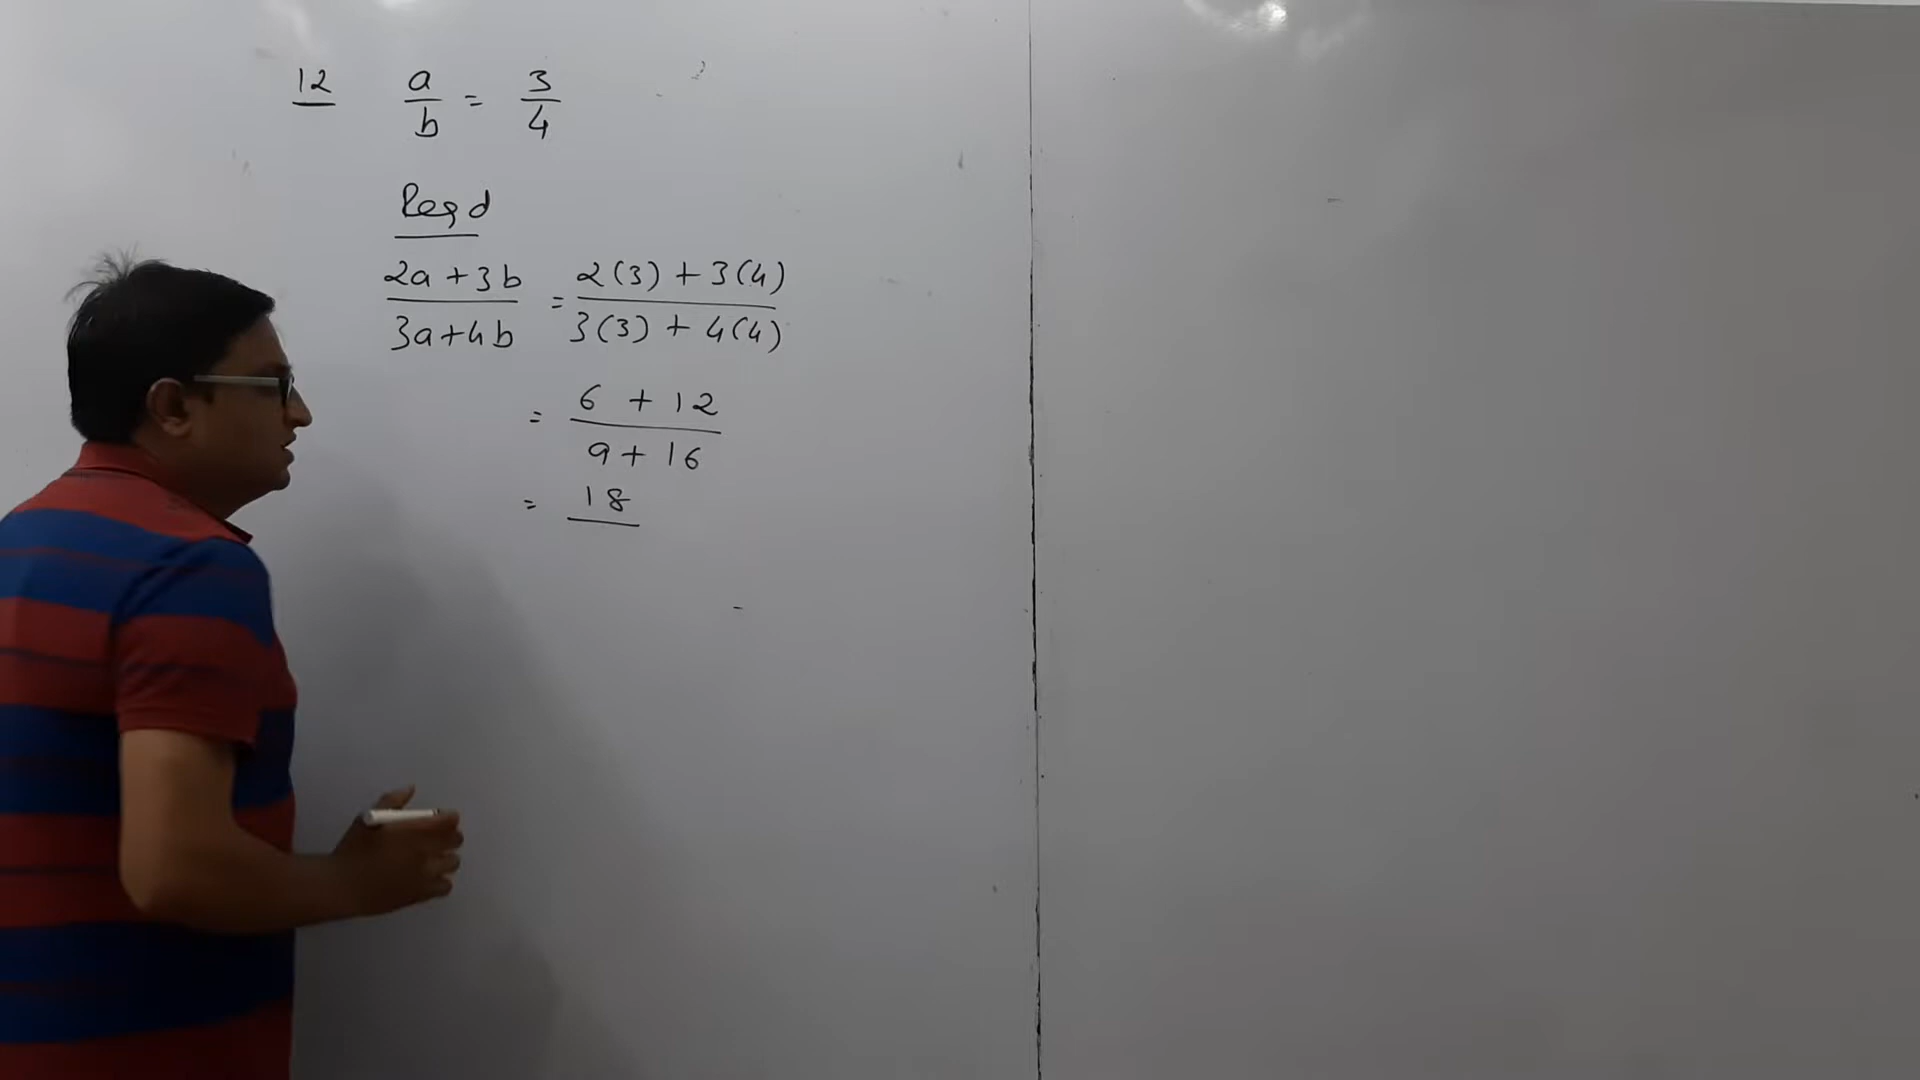 12 a/b = 3/4
Reqd
2a+3b/3a+4b = 2(3) + 3(4)/3(3) + 4(4)
= 6 + 12/9 + 16
= 18